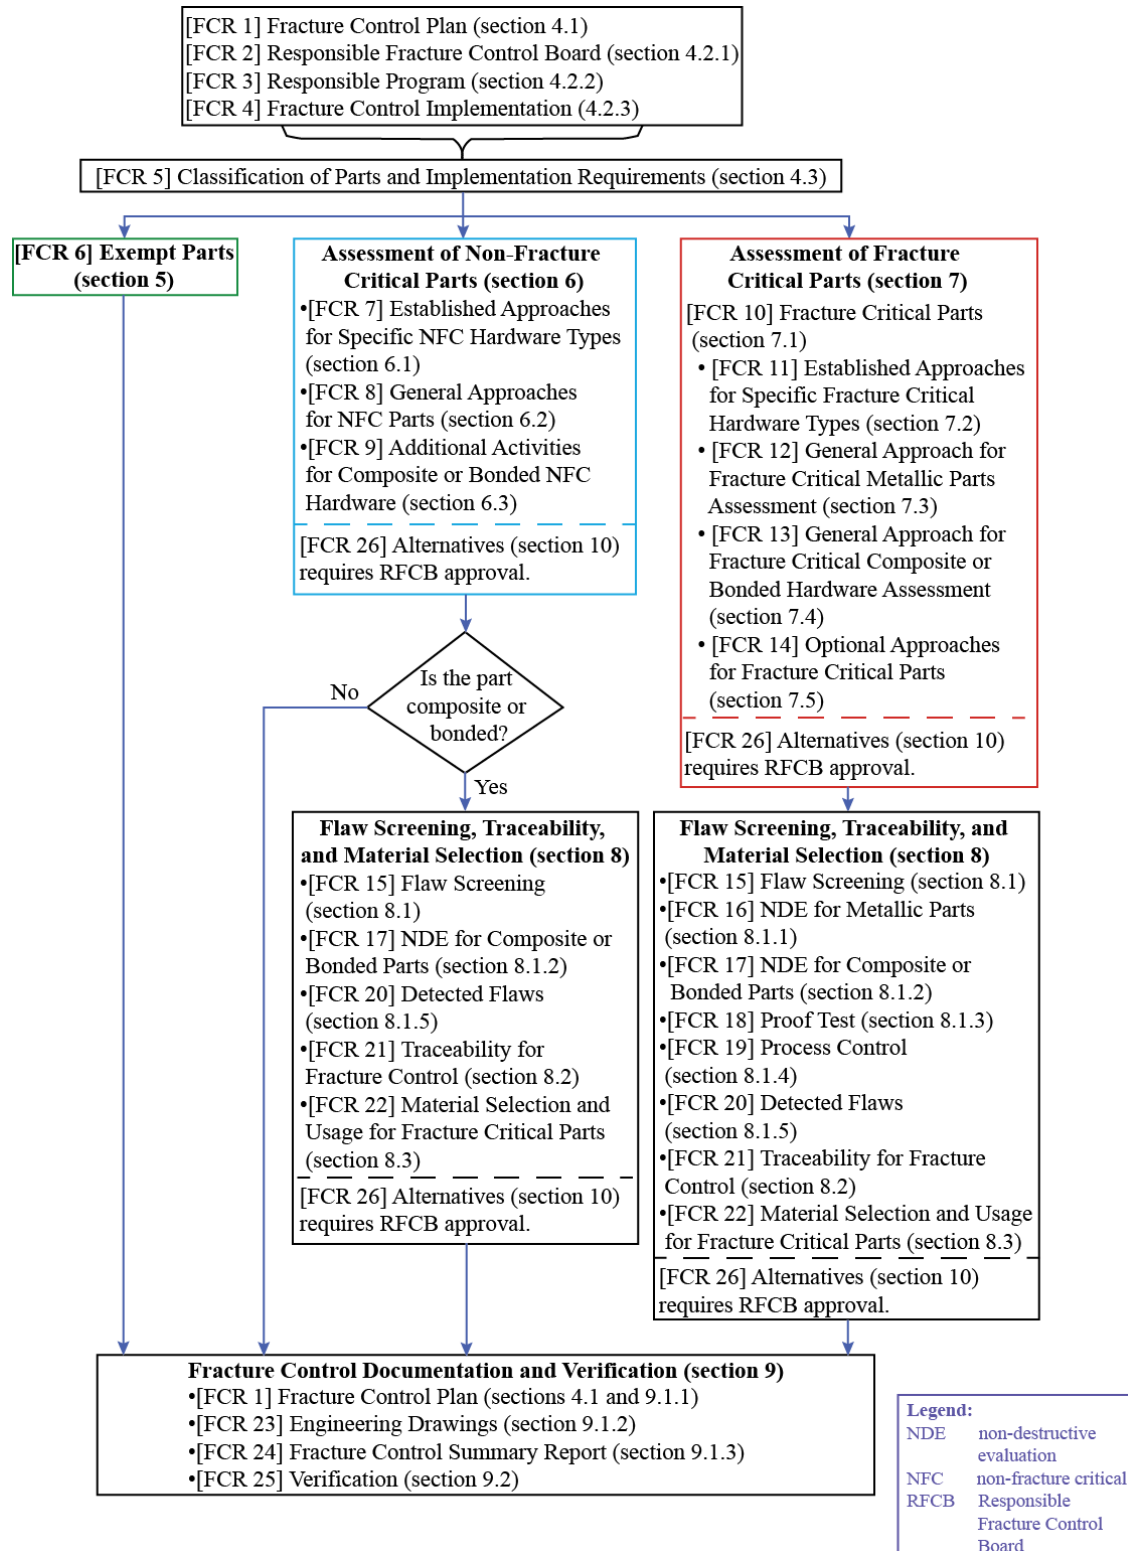 [FCR 1] Fracture Control Plan (section 4.1)
[FCR 2] Responsible Fracture Control Board (section 4.2.1)
[FCR 3] Responsible Program (section 4.2.2)
[FCR 4] Fracture Control Implementation (4.2.3)
[FCR 5] Classification of Parts and Implementation Requirements (section 4.3)
[FCR 6] Exempt Parts
(section 5)
Assessment of Non-Fracture
Critical Parts (section 6)
•[FCR 7] Established Approaches
for Specific NFC Hardware Types
(section 6.1)
•[FCR 8] General Approaches
for NFC Parts (section 6.2)
•[FCR 9] Additional Activities
for Composite or Bonded NFC
Hardware (section 6.3)
[FCR 26] Alternatives (section 10)
requires RFCB approval.
Assessment of Fracture
Critical Parts (section 7)
[FCR 10] Fracture Critical Parts
(section 7.1)
• [FCR 11] Established Approaches
for Specific Fracture Critical
Hardware Types (section 7.2)
• [FCR 12] General Approach for
Fracture Critical Metallic Parts
Assessment (section 7.3)
• [FCR 13] General Approach for
Fracture Critical Composite or
Bonded Hardware Assessment
(section 7.4)
• [FCR 14] Optional Approaches
for Fracture Critical Parts
(section 7.5)
[FCR 26] Alternatives (section 10)
requires RFCB approval.
Is the part
composite or
bonded?
No
Yes
Flaw Screening, Traceability,
and Material Selection (section 8)
•[FCR 15] Flaw Screening
(section 8.1)
•[FCR 17] NDE for Composite or
Bonded Parts (section 8.1.2)
•[FCR 20] Detected Flaws
(section 8.1.5)
•[FCR 21] Traceability for
Fracture Control (section 8.2)
•[FCR 22] Material Selection and
Usage for Fracture Critical Parts
(section 8.3)
[FCR 26] Alternatives (section 10)
requires RFCB approval.
Flaw Screening, Traceability, and
Material Selection (section 8)
•[FCR 15] Flaw Screening (section 8.1)
•[FCR 16] NDE for Metallic Parts
(section 8.1.1)
•[FCR 17] NDE for Composite or
Bonded Parts (section 8.1.2)
•[FCR 18] Proof Test (section 8.1.3)
•[FCR 19] Process Control
(section 8.1.4)
•[FCR 20] Detected Flaws
(section 8.1.5)
•[FCR 21] Traceability for Fracture
Control (section 8.2)
•[FCR 22] Material Selection and Usage
for Fracture Critical Parts (section 8.3)
[FCR 26] Alternatives (section 10)
requires RFCB approval.
Fracture Control Documentation and Verification (section 9)
•[FCR 1] Fracture Control Plan (sections 4.1 and 9.1.1)
•[FCR 23] Engineering Drawings (section 9.1.2)
•[FCR 24] Fracture Control Summary Report (section 9.1.3)
•[FCR 25] Verification (section 9.2)
Legend:
NDE non-destructive
evaluation
NFC non-fracture critical
RFCB Responsible
Fracture Control
Board